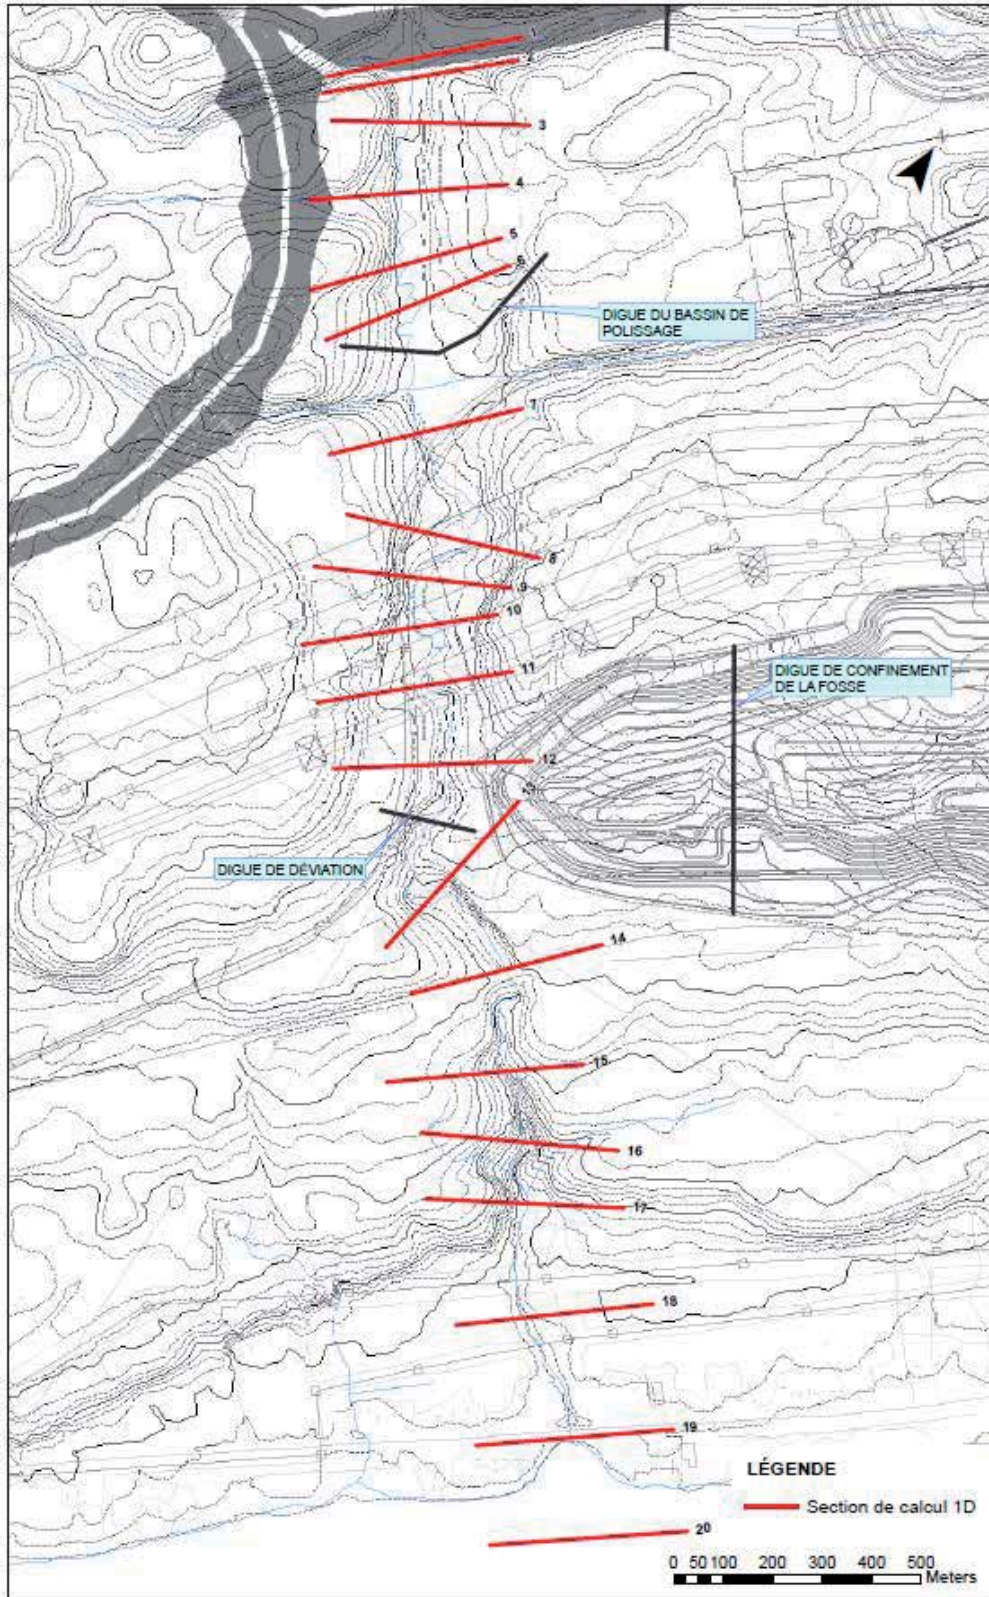 1
2
3
4
5
6
DIGUE DU BASSIN DE
POLISSAGE
7
8
9
10
11
DIGUE DE CONFINEMENT
DE LA FOSSE
12
13
DIGUE DE DÉVIATION
14
15
16
17
18
19
LÉGENDE
Section de calcul 1D
20
0 50 100 200 300 400 500
Meters